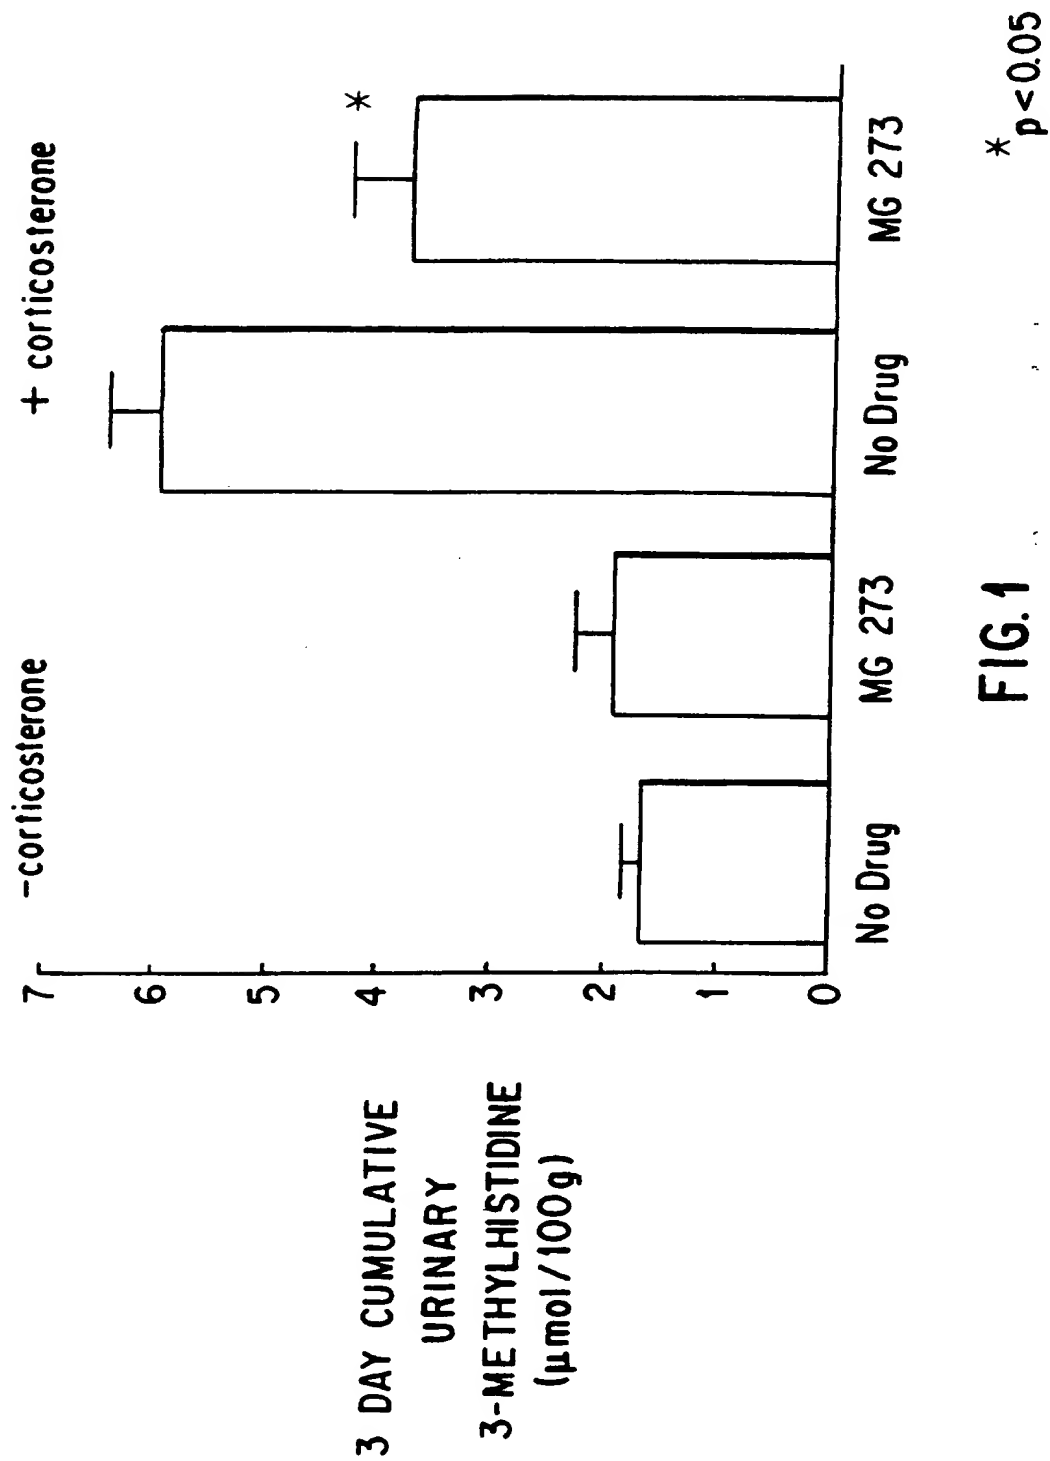 -corticosterone
+ corticosterone
3 DAY CUMULATIVE
URINARY
3-METHYLHISTIDINE
(μmol/100g)
7
6
5
4
3
2
1
0
*
No Drug
MG 273
No Drug
MG 273
* p<0.05
FIG. 1